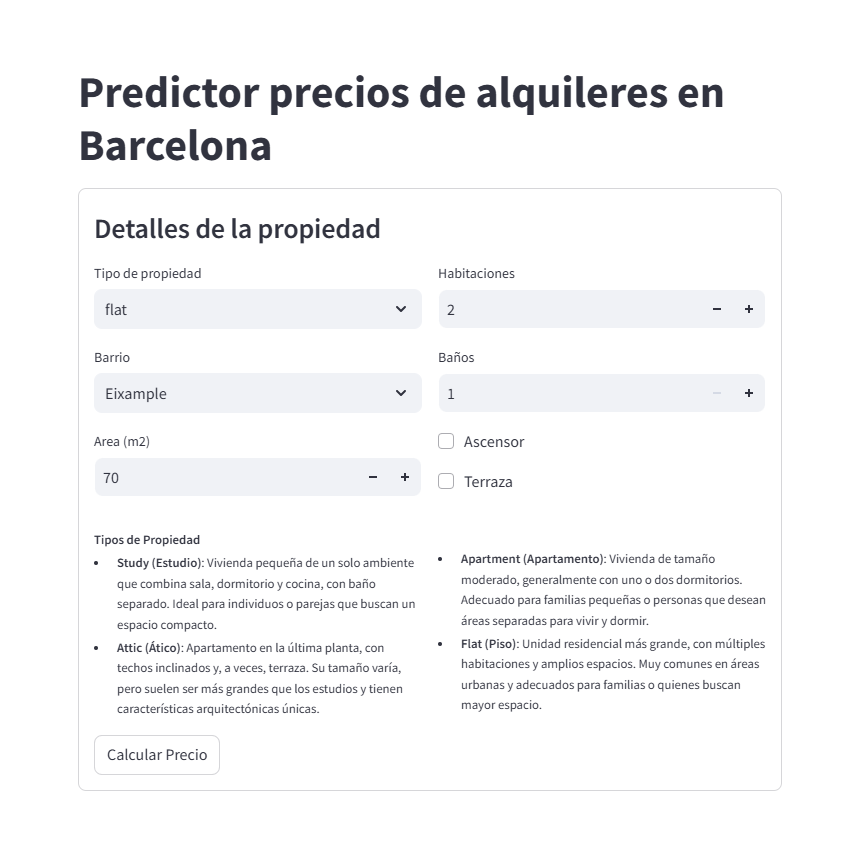 Predictor precios de alquileres en
Barcelona
Detalles de la propiedad
Tipo de propiedad
flat
Habitaciones
2
Barrio
Eixample
Baños
1
Area (m2)
70
Ascensor
Terraza
Tipos de Propiedad
• Study (Estudio): Vivienda pequeña de un solo ambiente
que combina sala, dormitorio y cocina, con baño
separado. Ideal para individuos o parejas que buscan un
espacio compacto.
• Attic (Ático): Apartamento en la última planta, con
techos inclinados y, a veces, terraza. Su tamaño varía,
pero suelen ser más grandes que los estudios y tienen
características arquitectónicas únicas.
• Apartment (Apartamento): Vivienda de tamaño
moderado, generalmente con uno o dos dormitorios.
Adecuado para familias pequeñas o personas que desean
áreas separadas para vivir y dormir.
• Flat (Piso): Unidad residencial más grande, con múltiples
habitaciones y amplios espacios. Muy comunes en áreas
urbanas y adecuados para familias o quienes buscan
mayor espacio.
Calcular Precio